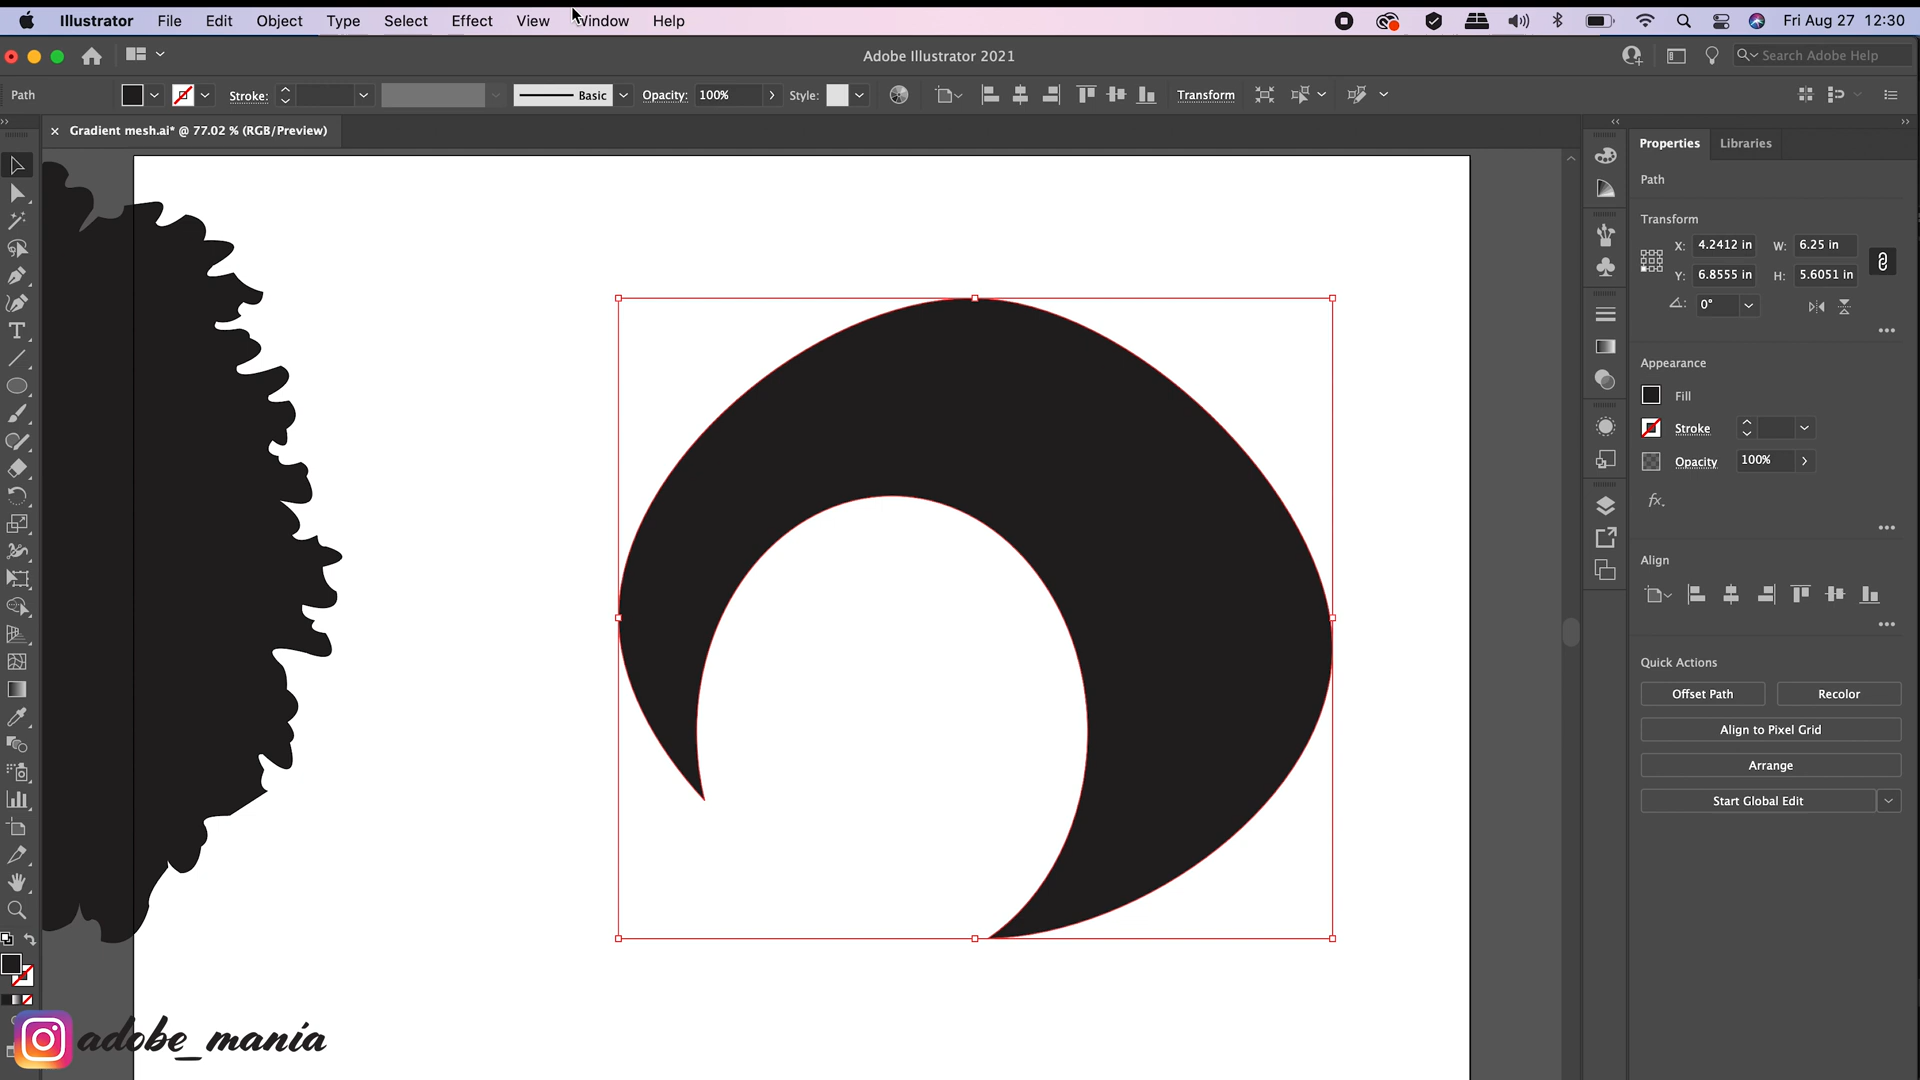 Illustrator File Edit Object Type Select Effect View Window Help Fri Aug 27 12:30
Adobe Illustrator 2021 Search Adobe Help
Path Stroke: Basic Opacity: 100% Style: Transform
Gradient mesh.ai* @ 77.02 % (RGB/Preview)
Properties Libraries
Path
Transform
X: 4.2412 in W: 6.25 in
Y: 6.8555 in H: 5.6051 in
0°
Appearance
Fill
Stroke
Opacity 100%
fx.
Align
Quick Actions
Offset Path Recolor
Align to Pixel Grid
Arrange
Start Global Edit
adobe_mania